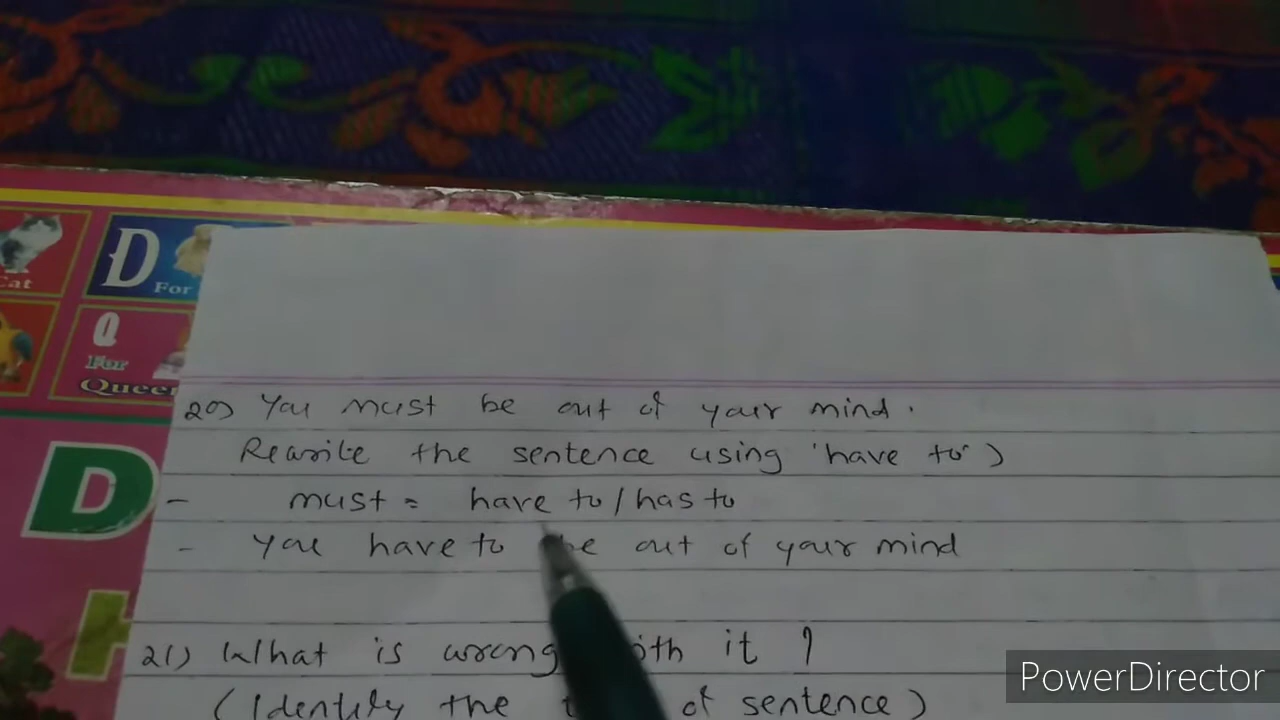 Cat
D
For
Q
For
Queen
D
20) You must be out of your mind.
Rewrite the sentence using 'have to')
- must = have to / has to
- You have to be out of your mind
21) What is wrong with it ?
(Identify the of sentence)
PowerDirector